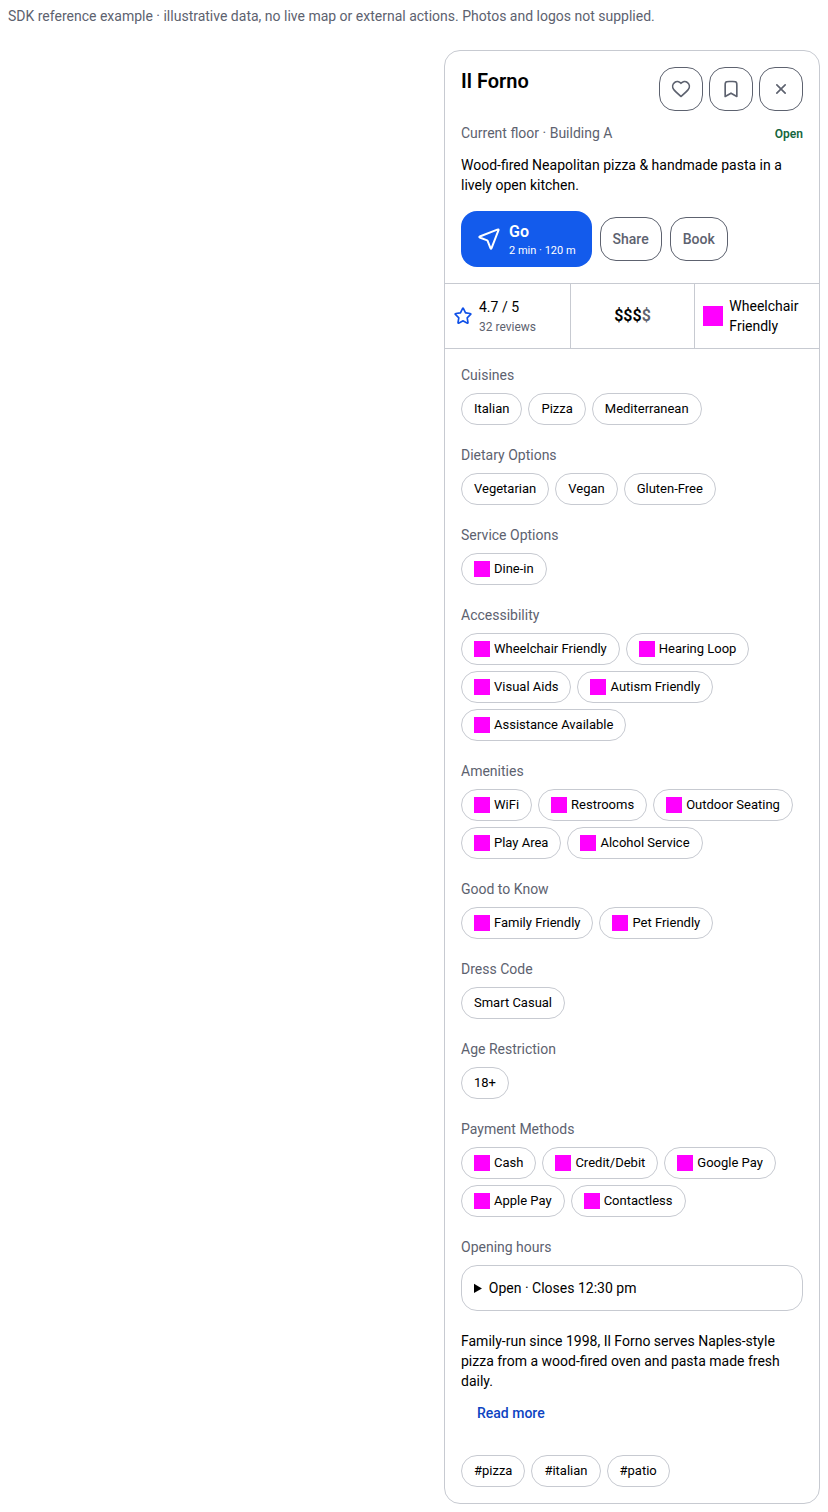 SDK reference example · illustrative data, no live map or external actions. Photos and logos not supplied.
Il Forno
Current floor · Building A
Open
Wood-fired Neapolitan pizza & handmade pasta in a
lively open kitchen.
Go
2 min · 120 m
Share
Book
4.7 / 5
32 reviews
$$$$
Wheelchair
Friendly
Cuisines
Italian
Pizza
Mediterranean
Dietary Options
Vegetarian
Vegan
Gluten-Free
Service Options
Dine-in
Accessibility
Wheelchair Friendly
Hearing Loop
Visual Aids
Autism Friendly
Assistance Available
Amenities
WiFi
Restrooms
Outdoor Seating
Play Area
Alcohol Service
Good to Know
Family Friendly
Pet Friendly
Dress Code
Smart Casual
Age Restriction
18+
Payment Methods
Cash
Credit/Debit
Google Pay
Apple Pay
Contactless
Opening hours
Open · Closes 12:30 pm
Family-run since 1998, Il Forno serves Naples-style
pizza from a wood-fired oven and pasta made fresh
daily.
Read more
#pizza
#italian
#patio